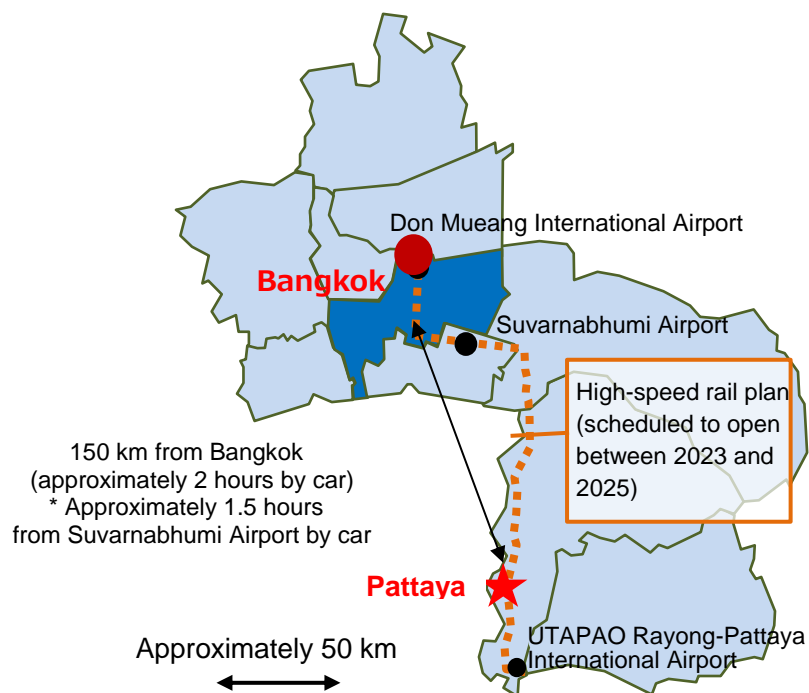 Don Mueang International Airport
Bangkok
Suvarnabhumi Airport
High-speed rail plan
(scheduled to open
between 2023 and
2025)
150 km from Bangkok
(approximately 2 hours by car)
* Approximately 1.5 hours
from Suvarnabhumi Airport by car
Pattaya
UTAPAO Rayong-Pattaya
International Airport
Approximately 50 km